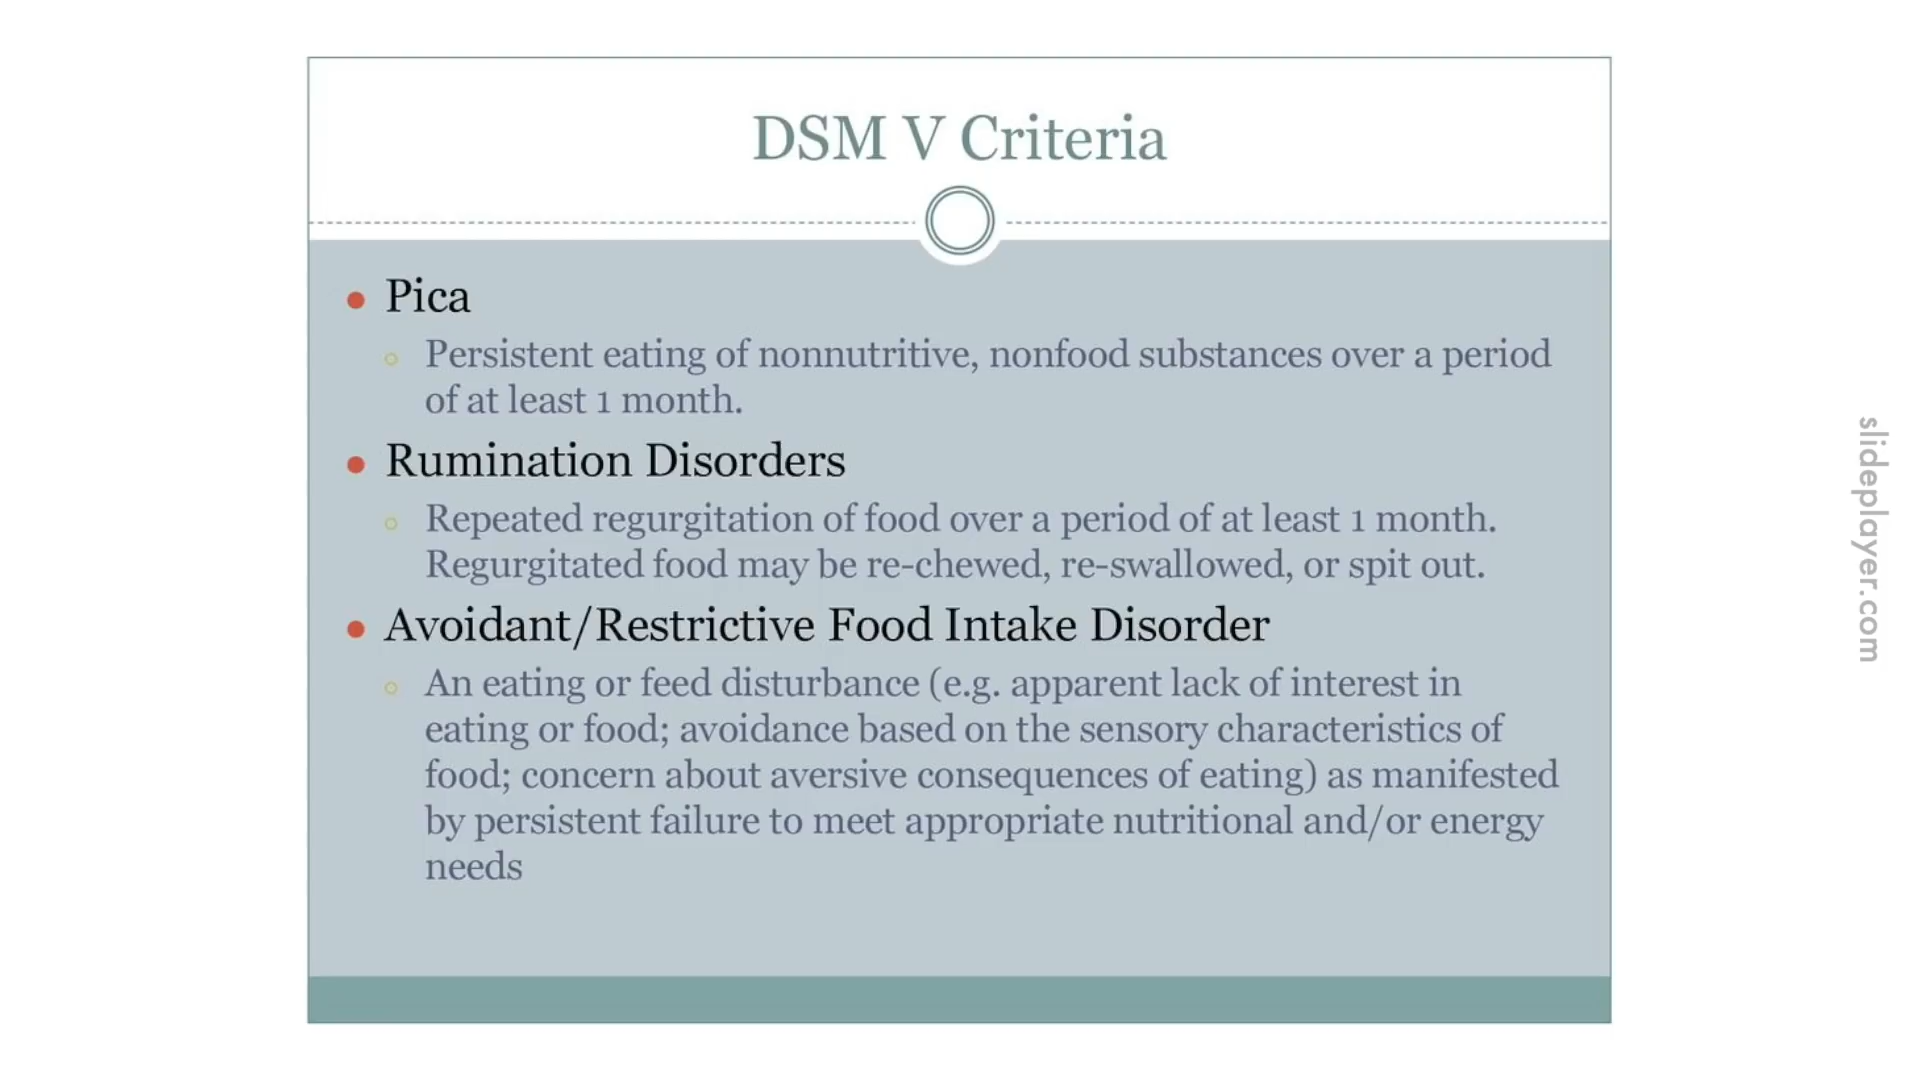 DSM V Criteria
Pica
Persistent eating of nonnutritive, nonfood substances over a period
of at least 1 month.
Rumination Disorders
Repeated regurgitation of food over a period of at least 1 month.
Regurgitated food may be re-chewed, re-swallowed, or spit out.
Avoidant/Restrictive Food Intake Disorder
An eating or feed disturbance (e.g. apparent lack of interest in
eating or food; avoidance based on the sensory characteristics of
food; concern about aversive consequences of eating) as manifested
by persistent failure to meet appropriate nutritional and/or energy
needs
slideplayer.com